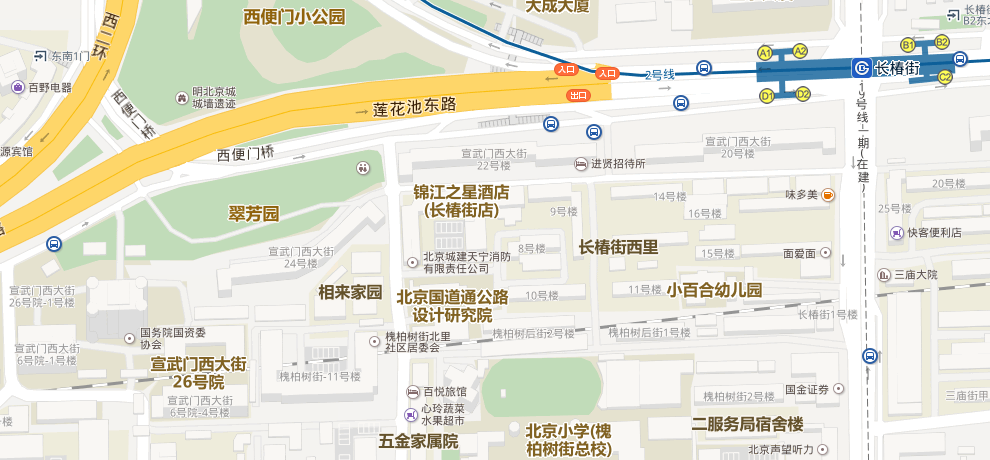 西便门小公园
大成大厦
长椿街
B2东
西二环
东南1门
百野电器
明北京城
城墙遗迹
西便门桥
莲花池东路
入口
入口
出口
2号线
A1
A2
B1
B2
C2
D1
D2
长椿街
19号线一期(在建)
源宾馆
西便门桥
宣武门西大街
22号楼
进贤招待所
宣武门西大街
20号楼
锦江之星酒店
(长椿街店)
14号楼
味多美
20号楼
翠芳园
9号楼
16号楼
25号楼
快客便利店
路
宣武门西大街
24号楼
北京城建天宁消防
有限责任公司
8号楼
长椿街西里
15号楼
面爱面
三庙大院
宣武门西大街
26号院-1号楼
相来家园
北京国道通公路
设计研究院
10号楼
11号楼
小百合幼儿园
长椿街1号楼
国务院国资委
协会
槐柏树街北里
社区居委会
槐柏树后街2号楼
槐柏树后街1号楼
宣武门西大街
6号院-1号楼
宣武门西大街
26号院
槐柏树街-11号楼
百悦旅馆
槐柏树街2号楼
国金证券
三庙街甲
宣武门西大街
6号院-4号楼
心玲蔬菜
水果超市
号楼
五金家属院
北京小学(槐
柏树街总校)
二服务局宿舍楼
北京声望听力